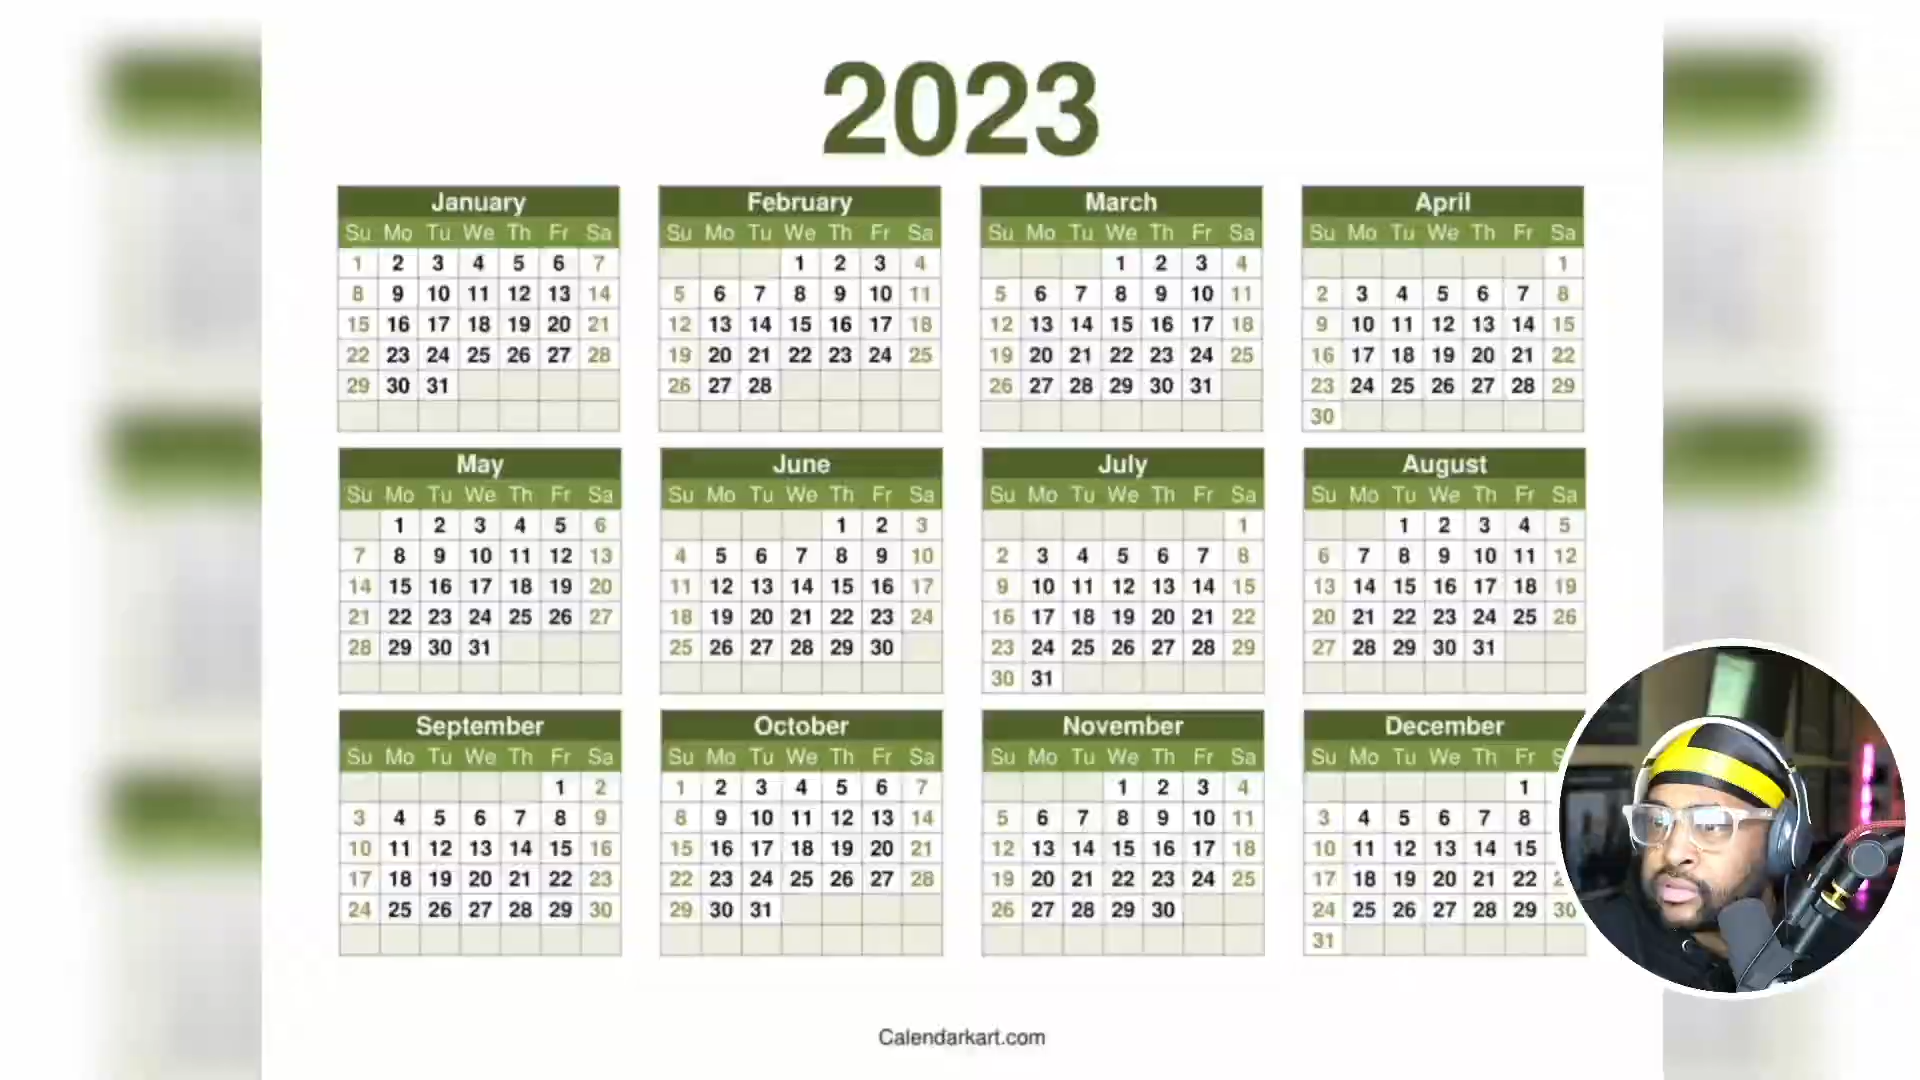 2023
January February March April
Su Mo Tu We Th Fr Sa Su Mo Tu We Th Fr Sa Su Mo Tu We Th Fr Sa Su Mo Tu We Th Fr Sa
1 2 3 4 5 6 7 1 2 3 4 1 2 3 4 1
8 9 10 11 12 13 14 5 6 7 8 9 10 11 5 6 7 8 9 10 11 2 3 4 5 6 7 8
15 16 17 18 19 20 21 12 13 14 15 16 17 18 12 13 14 15 16 17 18 9 10 11 12 13 14 15
22 23 24 25 26 27 28 19 20 21 22 23 24 25 19 20 21 22 23 24 25 16 17 18 19 20 21 22
29 30 31 26 27 28 26 27 28 29 30 31 23 24 25 26 27 28 29
30
May June July August
Su Mo Tu We Th Fr Sa Su Mo Tu We Th Fr Sa Su Mo Tu We Th Fr Sa Su Mo Tu We Th Fr Sa
1 2 3 4 5 6 1 2 3 1 1 2 3 4 5
7 8 9 10 11 12 13 4 5 6 7 8 9 10 2 3 4 5 6 7 8 6 7 8 9 10 11 12
14 15 16 17 18 19 20 11 12 13 14 15 16 17 9 10 11 12 13 14 15 13 14 15 16 17 18 19
21 22 23 24 25 26 27 18 19 20 21 22 23 24 16 17 18 19 20 21 22 20 21 22 23 24 25 26
28 29 30 31 25 26 27 28 29 30 23 24 25 26 27 28 29 27 28 29 30 31
30 31
September October November December
Su Mo Tu We Th Fr Sa Su Mo Tu We Th Fr Sa Su Mo Tu We Th Fr Sa Su Mo Tu We Th Fr
1 2 1 2 3 4 5 6 7 1 2 3 4 1
3 4 5 6 7 8 9 8 9 10 11 12 13 14 5 6 7 8 9 10 11 3 4 5 6 7 8
10 11 12 13 14 15 16 15 16 17 18 19 20 21 12 13 14 15 16 17 18 10 11 12 13 14 15
17 18 19 20 21 22 23 22 23 24 25 26 27 28 19 20 21 22 23 24 25 17 18 19 20 21 22
24 25 26 27 28 29 30 29 30 31 26 27 28 29 30 24 25 26 27 28 29 30
31
Calendarkart.com